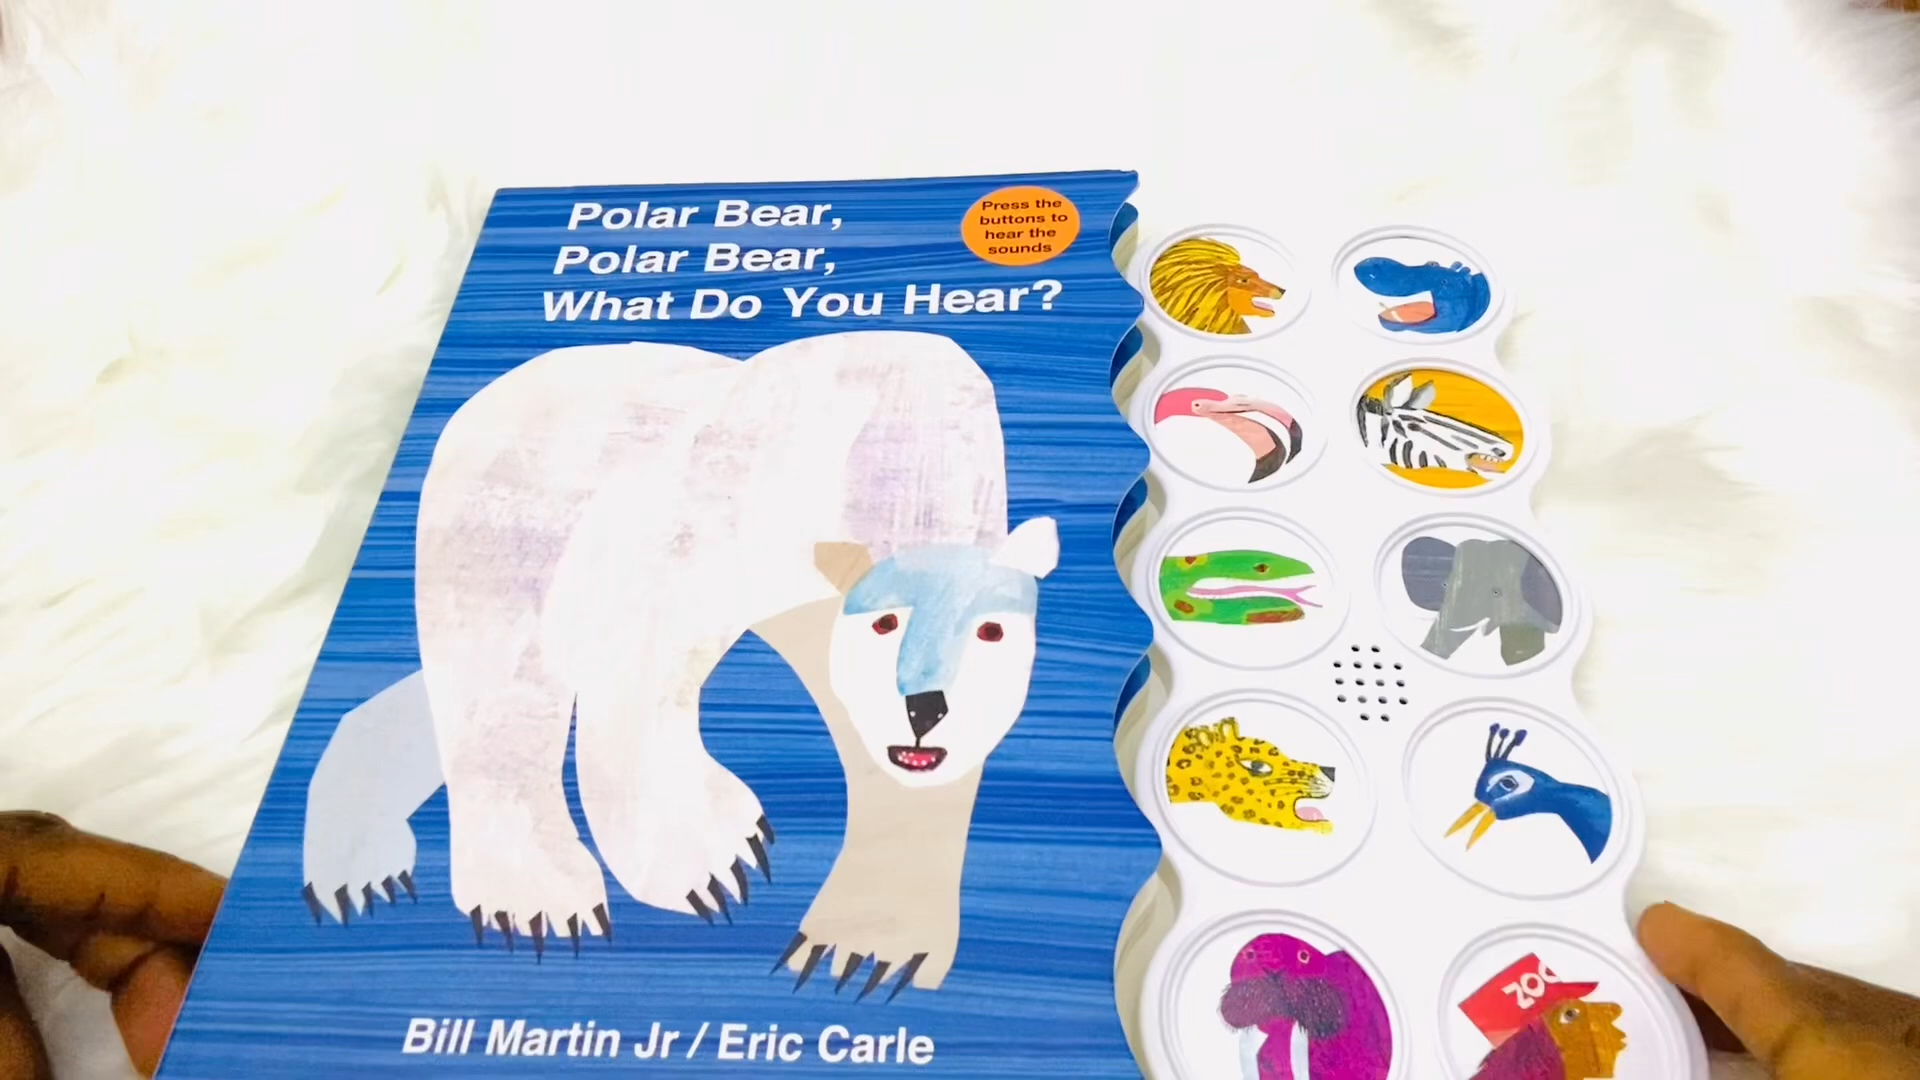 Polar Bear,
Polar Bear,
What Do You Hear?
Press the
buttons to
hear the
sounds
ZOO
Bill Martin Jr / Eric Carle